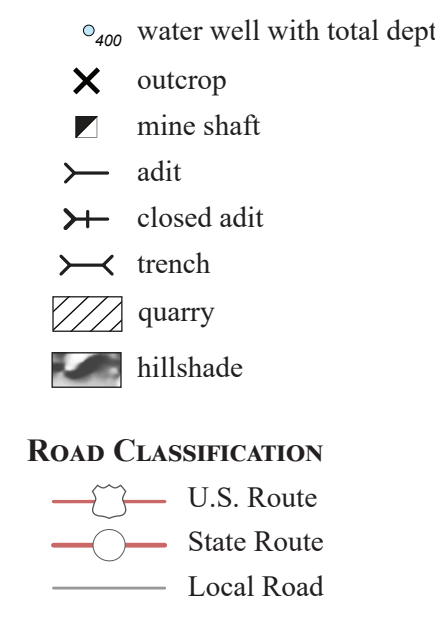 400 water well with total dept
outcrop
mine shaft
adit
closed adit
trench
quarry
hillshade
ROAD CLASSIFICATION
U.S. Route
State Route
Local Road